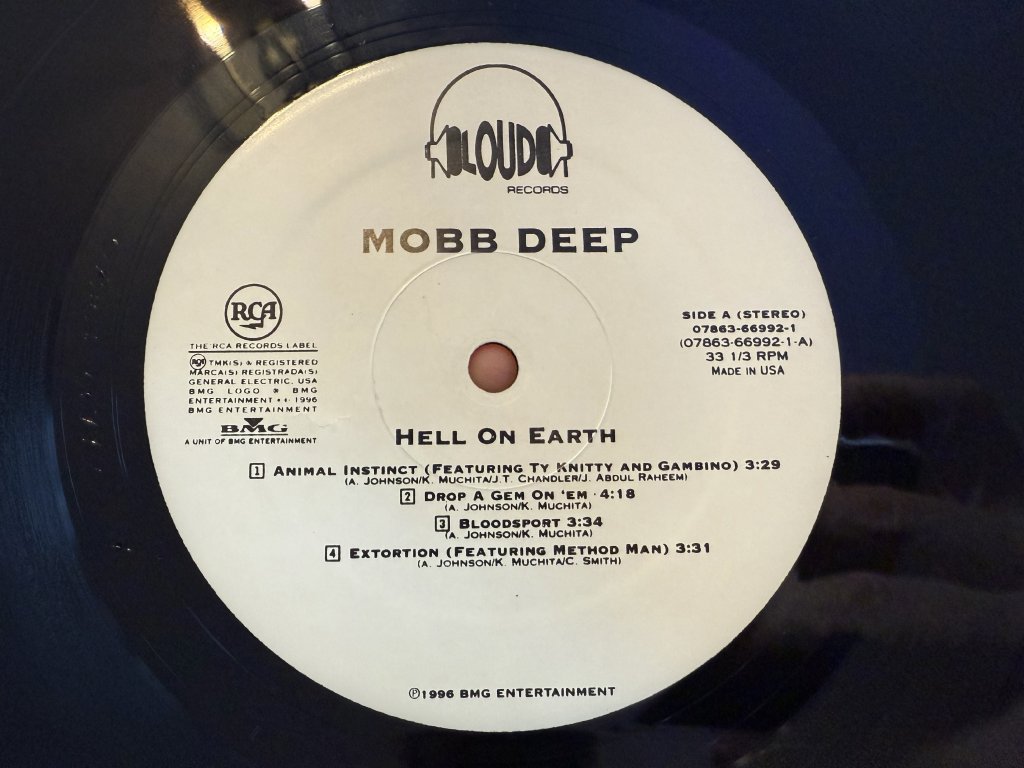 LOUD
RECORDS
MOBB DEEP
RCA
THE RCA RECORDS LABEL
RCA TMK(S) ® REGISTERED
MARCA(S) REGISTRADA(S)
GENERAL ELECTRIC, USA
BMG LOGO ® BMG
ENTERTAINMENT • © 1996
BMG ENTERTAINMENT
BMG
A UNIT OF BMG ENTERTAINMENT
SIDE A (STEREO)
07863-66992-1
(07863-66992-1-A)
33 1/3 RPM
MADE IN USA
HELL ON EARTH
1 ANIMAL INSTINCT (FEATURING TY KNITTY AND GAMBINO) 3:29
(A. JOHNSON/K. MUCHITA/J.T. CHANDLER/J. ABDUL RAHEEM)
2 DROP A GEM ON 'EM · 4:18
(A. JOHNSON/K. MUCHITA)
3 BLOODSPORT 3:34
(A. JOHNSON/K. MUCHITA)
4 EXTORTION (FEATURING METHOD MAN) 3:31
(A. JOHNSON/K. MUCHITA/C. SMITH)
℗1996 BMG ENTERTAINMENT